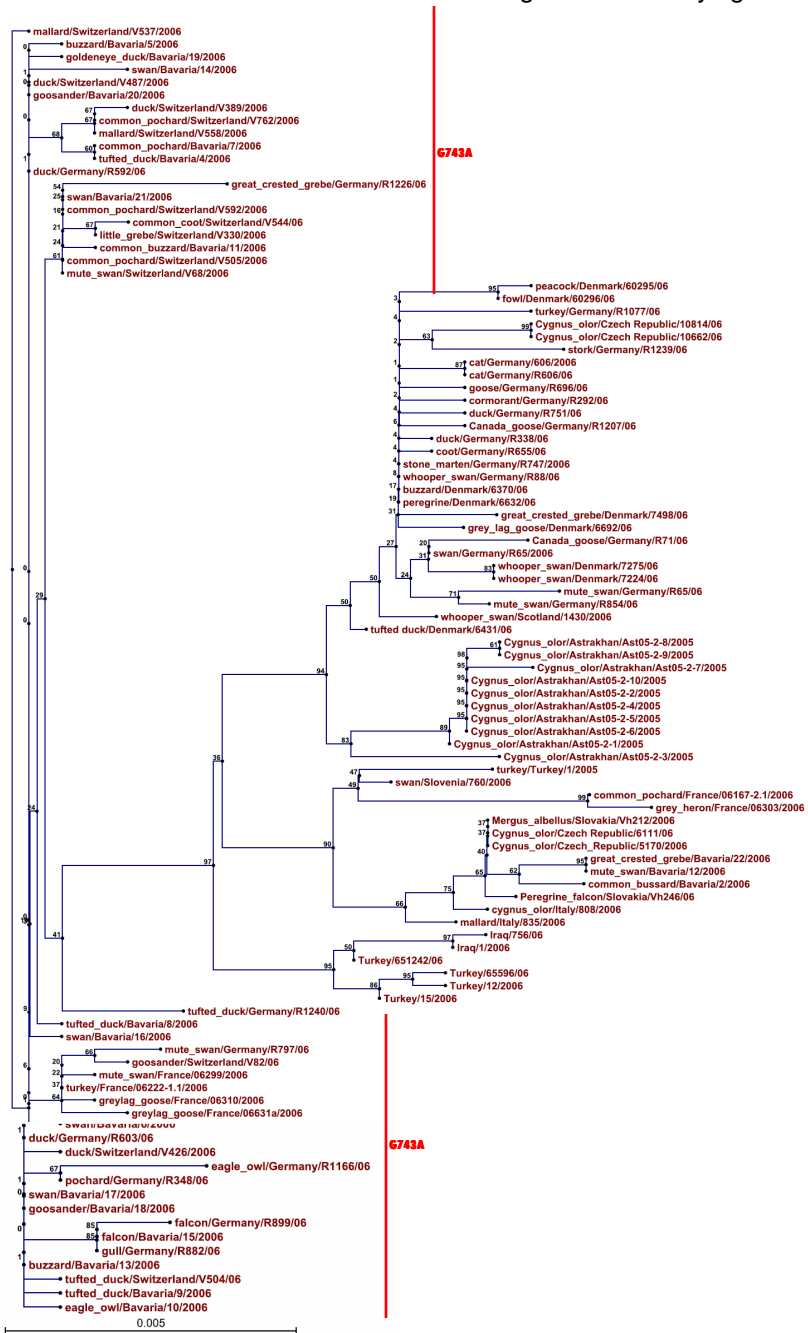 mallard/Switzerland/V537/2006
buzzard/Bavaria/5/2006
goldeneye_duck/Bavaria/19/2006
swan/Bavaria/14/2006
duck/Switzerland/V487/2006
goosander/Bavaria/20/2006
duck/Switzerland/V389/2006
common_pochard/Switzerland/V762/2006
mallard/Switzerland/V558/2006
common_pochard/Bavaria/7/2006
tufted_duck/Bavaria/4/2006
G743A
duck/Germany/R592/06
great_crested_grebe/Germany/R1226/06
swan/Bavaria/21/2006
common_pochard/Switzerland/V592/2006
common_coot/Switzerland/V544/06
little_grebe/Switzerland/V330/2006
common_buzzard/Bavaria/11/2006
common_pochard/Switzerland/V505/2006
mute_swan/Switzerland/V68/2006
peacock/Denmark/60295/06
fowl/Denmark/60296/06
turkey/Germany/R1077/06
Cygnus_olor/Czech Republic/10814/06
Cygnus_olor/Czech Republic/10662/06
stork/Germany/R1239/06
cat/Germany/606/2006
cat/Germany/R606/06
goose/Germany/R696/06
cormorant/Germany/R292/06
duck/Germany/R751/06
Canada_goose/Germany/R1207/06
duck/Germany/R338/06
coot/Germany/R655/06
stone_marten/Germany/R747/2006
whooper_swan/Germany/R88/06
buzzard/Denmark/6370/06
peregrine/Denmark/6632/06
great_crested_grebe/Denmark/7498/06
grey_lag_goose/Denmark/6692/06
Canada_goose/Germany/R71/06
swan/Germany/R65/2006
whooper_swan/Denmark/7275/06
whooper_swan/Denmark/7224/06
mute_swan/Germany/R65/06
mute_swan/Germany/R854/06
whooper_swan/Scotland/1430/2006
tufted duck/Denmark/6431/06
Cygnus_olor/Astrakhan/Ast05-2-8/2005
Cygnus_olor/Astrakhan/Ast05-2-9/2005
Cygnus_olor/Astrakhan/Ast05-2-7/2005
Cygnus_olor/Astrakhan/Ast05-2-10/2005
Cygnus_olor/Astrakhan/Ast05-2-2/2005
Cygnus_olor/Astrakhan/Ast05-2-4/2005
Cygnus_olor/Astrakhan/Ast05-2-5/2005
Cygnus_olor/Astrakhan/Ast05-2-6/2005
Cygnus_olor/Astrakhan/Ast05-2-1/2005
Cygnus_olor/Astrakhan/Ast05-2-3/2005
turkey/Turkey/1/2005
swan/Slovenia/760/2006
common_pochard/France/06167-2.1/2006
grey_heron/France/06303/2006
Mergus_albellus/Slovakia/Vh212/2006
Cygnus_olor/Czech Republic/6111/06
Cygnus_olor/Czech_Republic/5170/2006
great_crested_grebe/Bavaria/22/2006
mute_swan/Bavaria/12/2006
common_bussard/Bavaria/2/2006
Peregrine_falcon/Slovakia/Vh246/06
cygnus_olor/Italy/808/2006
mallard/Italy/835/2006
Iraq/756/06
Iraq/1/2006
Turkey/651242/06
Turkey/65596/06
Turkey/12/2006
Turkey/15/2006
tufted_duck/Germany/R1240/06
tufted_duck/Bavaria/8/2006
swan/Bavaria/16/2006
mute_swan/Germany/R797/06
goosander/Switzerland/V82/06
mute_swan/France/06299/2006
turkey/France/06222-1.1/2006
greylag_goose/France/06310/2006
greylag_goose/France/06631a/2006
swan/Bavaria/6/2006
duck/Germany/R603/06
G743A
duck/Switzerland/V426/2006
eagle_owl/Germany/R1166/06
pochard/Germany/R348/06
swan/Bavaria/17/2006
goosander/Bavaria/18/2006
falcon/Germany/R899/06
falcon/Bavaria/15/2006
gull/Germany/R882/06
buzzard/Bavaria/13/2006
tufted_duck/Switzerland/V504/06
tufted_duck/Bavaria/9/2006
eagle_owl/Bavaria/10/2006
0.005